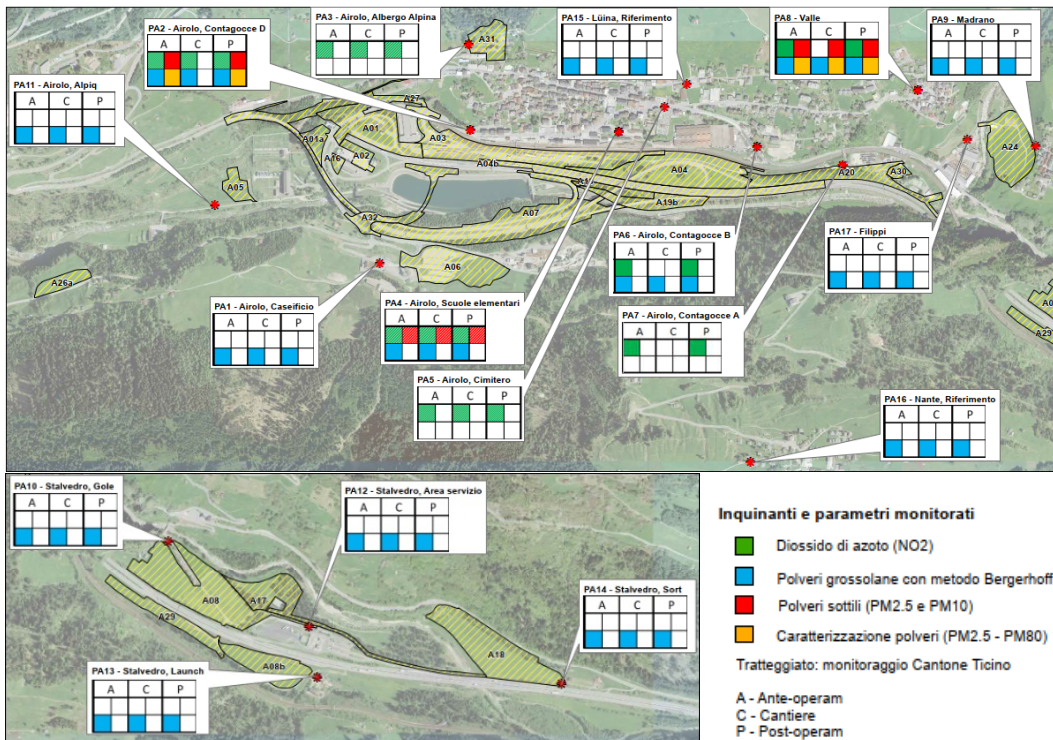 PA2 - Airolo, Contagocce D
A C P
PA3 - Airolo, Albergo Alpina
A C P
PA15 - Lüina, Riferimento
A C P
PA8 - Valle
A C P
PA9 - Madrano
A C P
PA11 - Airolo, Alpiq
A C P
A31
A27
A01
A01a
A03
A16
A02
A04b
A04
A05
A32
A07
A19b
A20
A30
A24
A06
A26a
A29
PA6 - Airolo, Contagocce B
A C P
PA17 - Filippi
A C P
PA1 - Airolo, Caseificio
A C P
PA4 - Airolo, Scuole elementari
A C P
PA7 - Airolo, Contagocce A
A C P
PA5 - Airolo, Cimitero
A C P
PA16 - Nante, Riferimento
A C P
PA10 - Stalvedro, Gole
A C P
PA12 - Stalvedro, Area servizio
A C P
PA14 - Stalvedro, Sort
A C P
PA13 - Stalvedro, Launch
A C P
A08
A17
A29
A08b
A18
Inquinanti e parametri monitorati
Diossido di azoto (NO2)
Polveri grossolane con metodo Bergerhoff
Polveri sottili (PM2.5 e PM10)
Caratterizzazione polveri (PM2.5 - PM80)
Tratteggiato: monitoraggio Cantone Ticino
A - Ante-operam
C - Cantiere
P - Post-operam